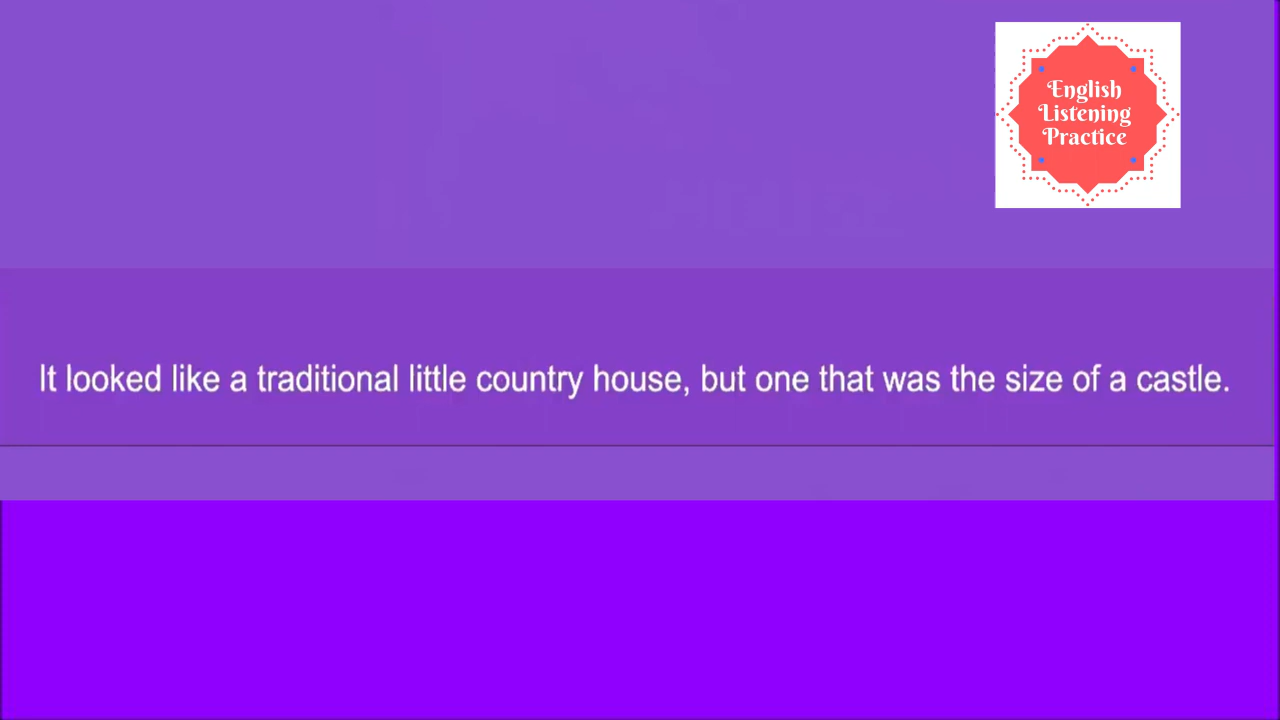 English
Listening
Practice
It looked like a traditional little country house, but one that was the size of a castle.